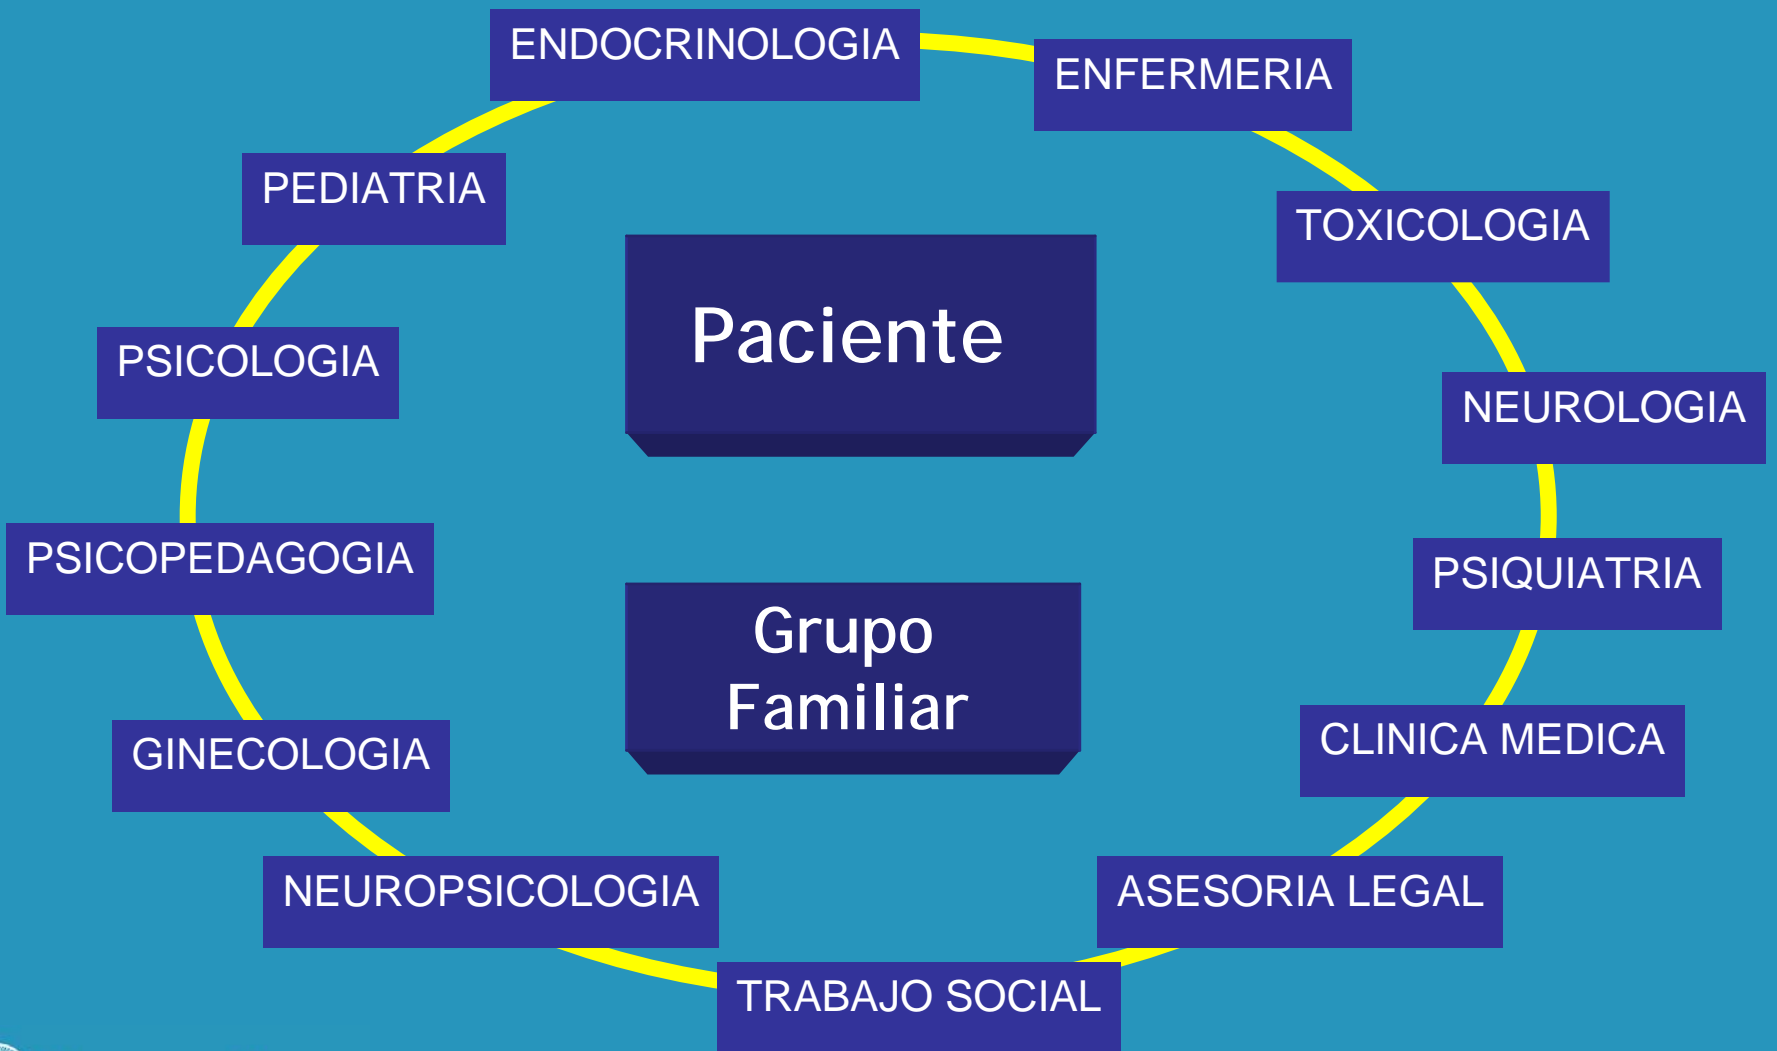 ENDOCRINOLOGIA
ENFERMERIA
PEDIATRIA
TOXICOLOGIA
Paciente
PSICOLOGIA
NEUROLOGIA
PSICOPEDAGOGIA
PSIQUIATRIA
Grupo
Familiar
GINECOLOGIA
CLINICA MEDICA
NEUROPSICOLOGIA
ASESORIA LEGAL
TRABAJO SOCIAL